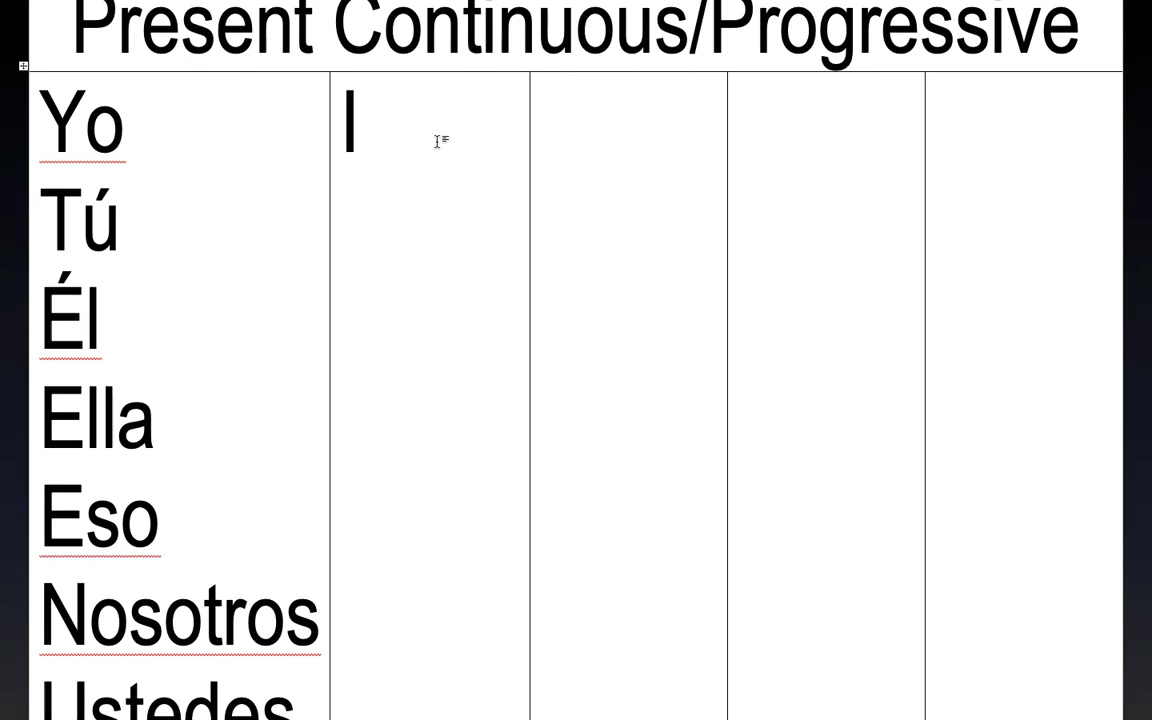 Present Continuous/Progressive
Yo I
Tú
Él
Ella
Eso
Nosotros
Ustedes